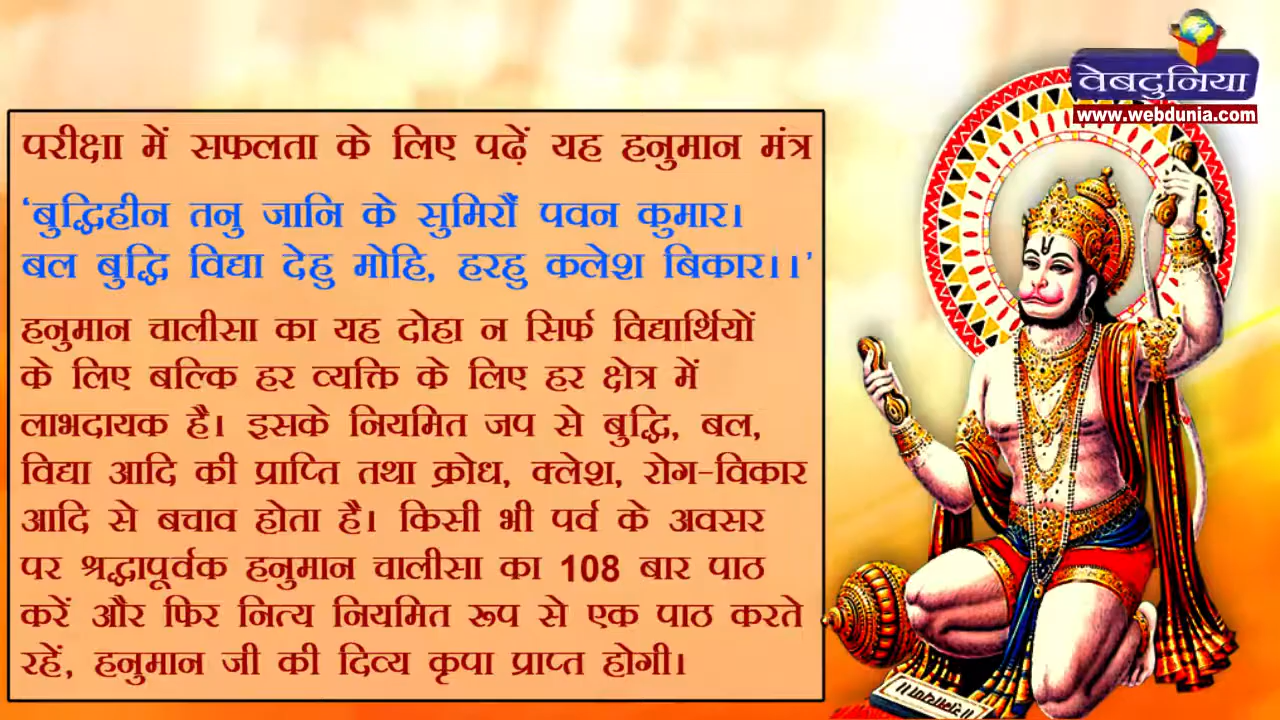 वेबदुनिया
www.webdunia.com
परीक्षा में सफलता के लिए पढ़ें यह हनुमान मंत्र
‘बुद्धिहीन तनु जानि के सुमिरौं पवन कुमार।
बल बुद्धि विद्या देहु मोहि, हरहु कलेश बिकार।।’
हनुमान चालीसा का यह दोहा न सिर्फ विद्यार्थियों
के लिए बल्कि हर व्यक्ति के लिए हर क्षेत्र में
लाभदायक है। इसके नियमित जप से बुद्धि, बल,
विद्या आदि की प्राप्ति तथा क्रोध, क्लेश, रोग-विकार
आदि से बचाव होता है। किसी भी पर्व के अवसर
पर श्रद्धापूर्वक हनुमान चालीसा का 108 बार पाठ
करें और फिर नित्य नियमित रूप से एक पाठ करते
रहें, हनुमान जी की दिव्य कृपा प्राप्त होगी।